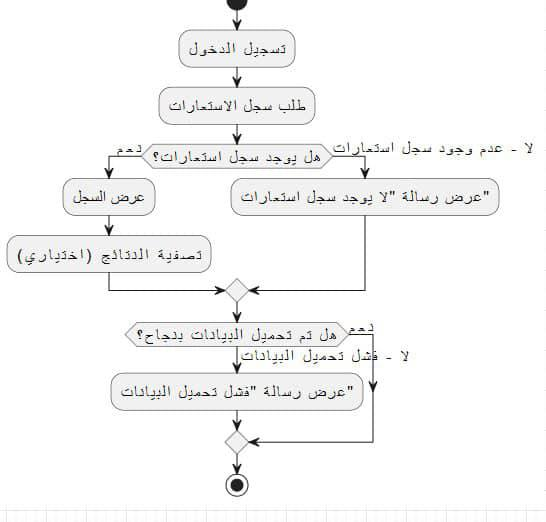 تسجيل الدخول
طلب سجل الاستعارات
هل يوجد سجل استعارات؟
نعم
لا - عدم وجود سجل استعارات
عرض السجل
عرض رسالة "لا يوجد سجل استعارات"
تصفية النتائج (اختياري)
هل تم تحميل البيانات بنجاح؟
نعم
لا - فشل تحميل البيانات
عرض رسالة "فشل تحميل البيانات"